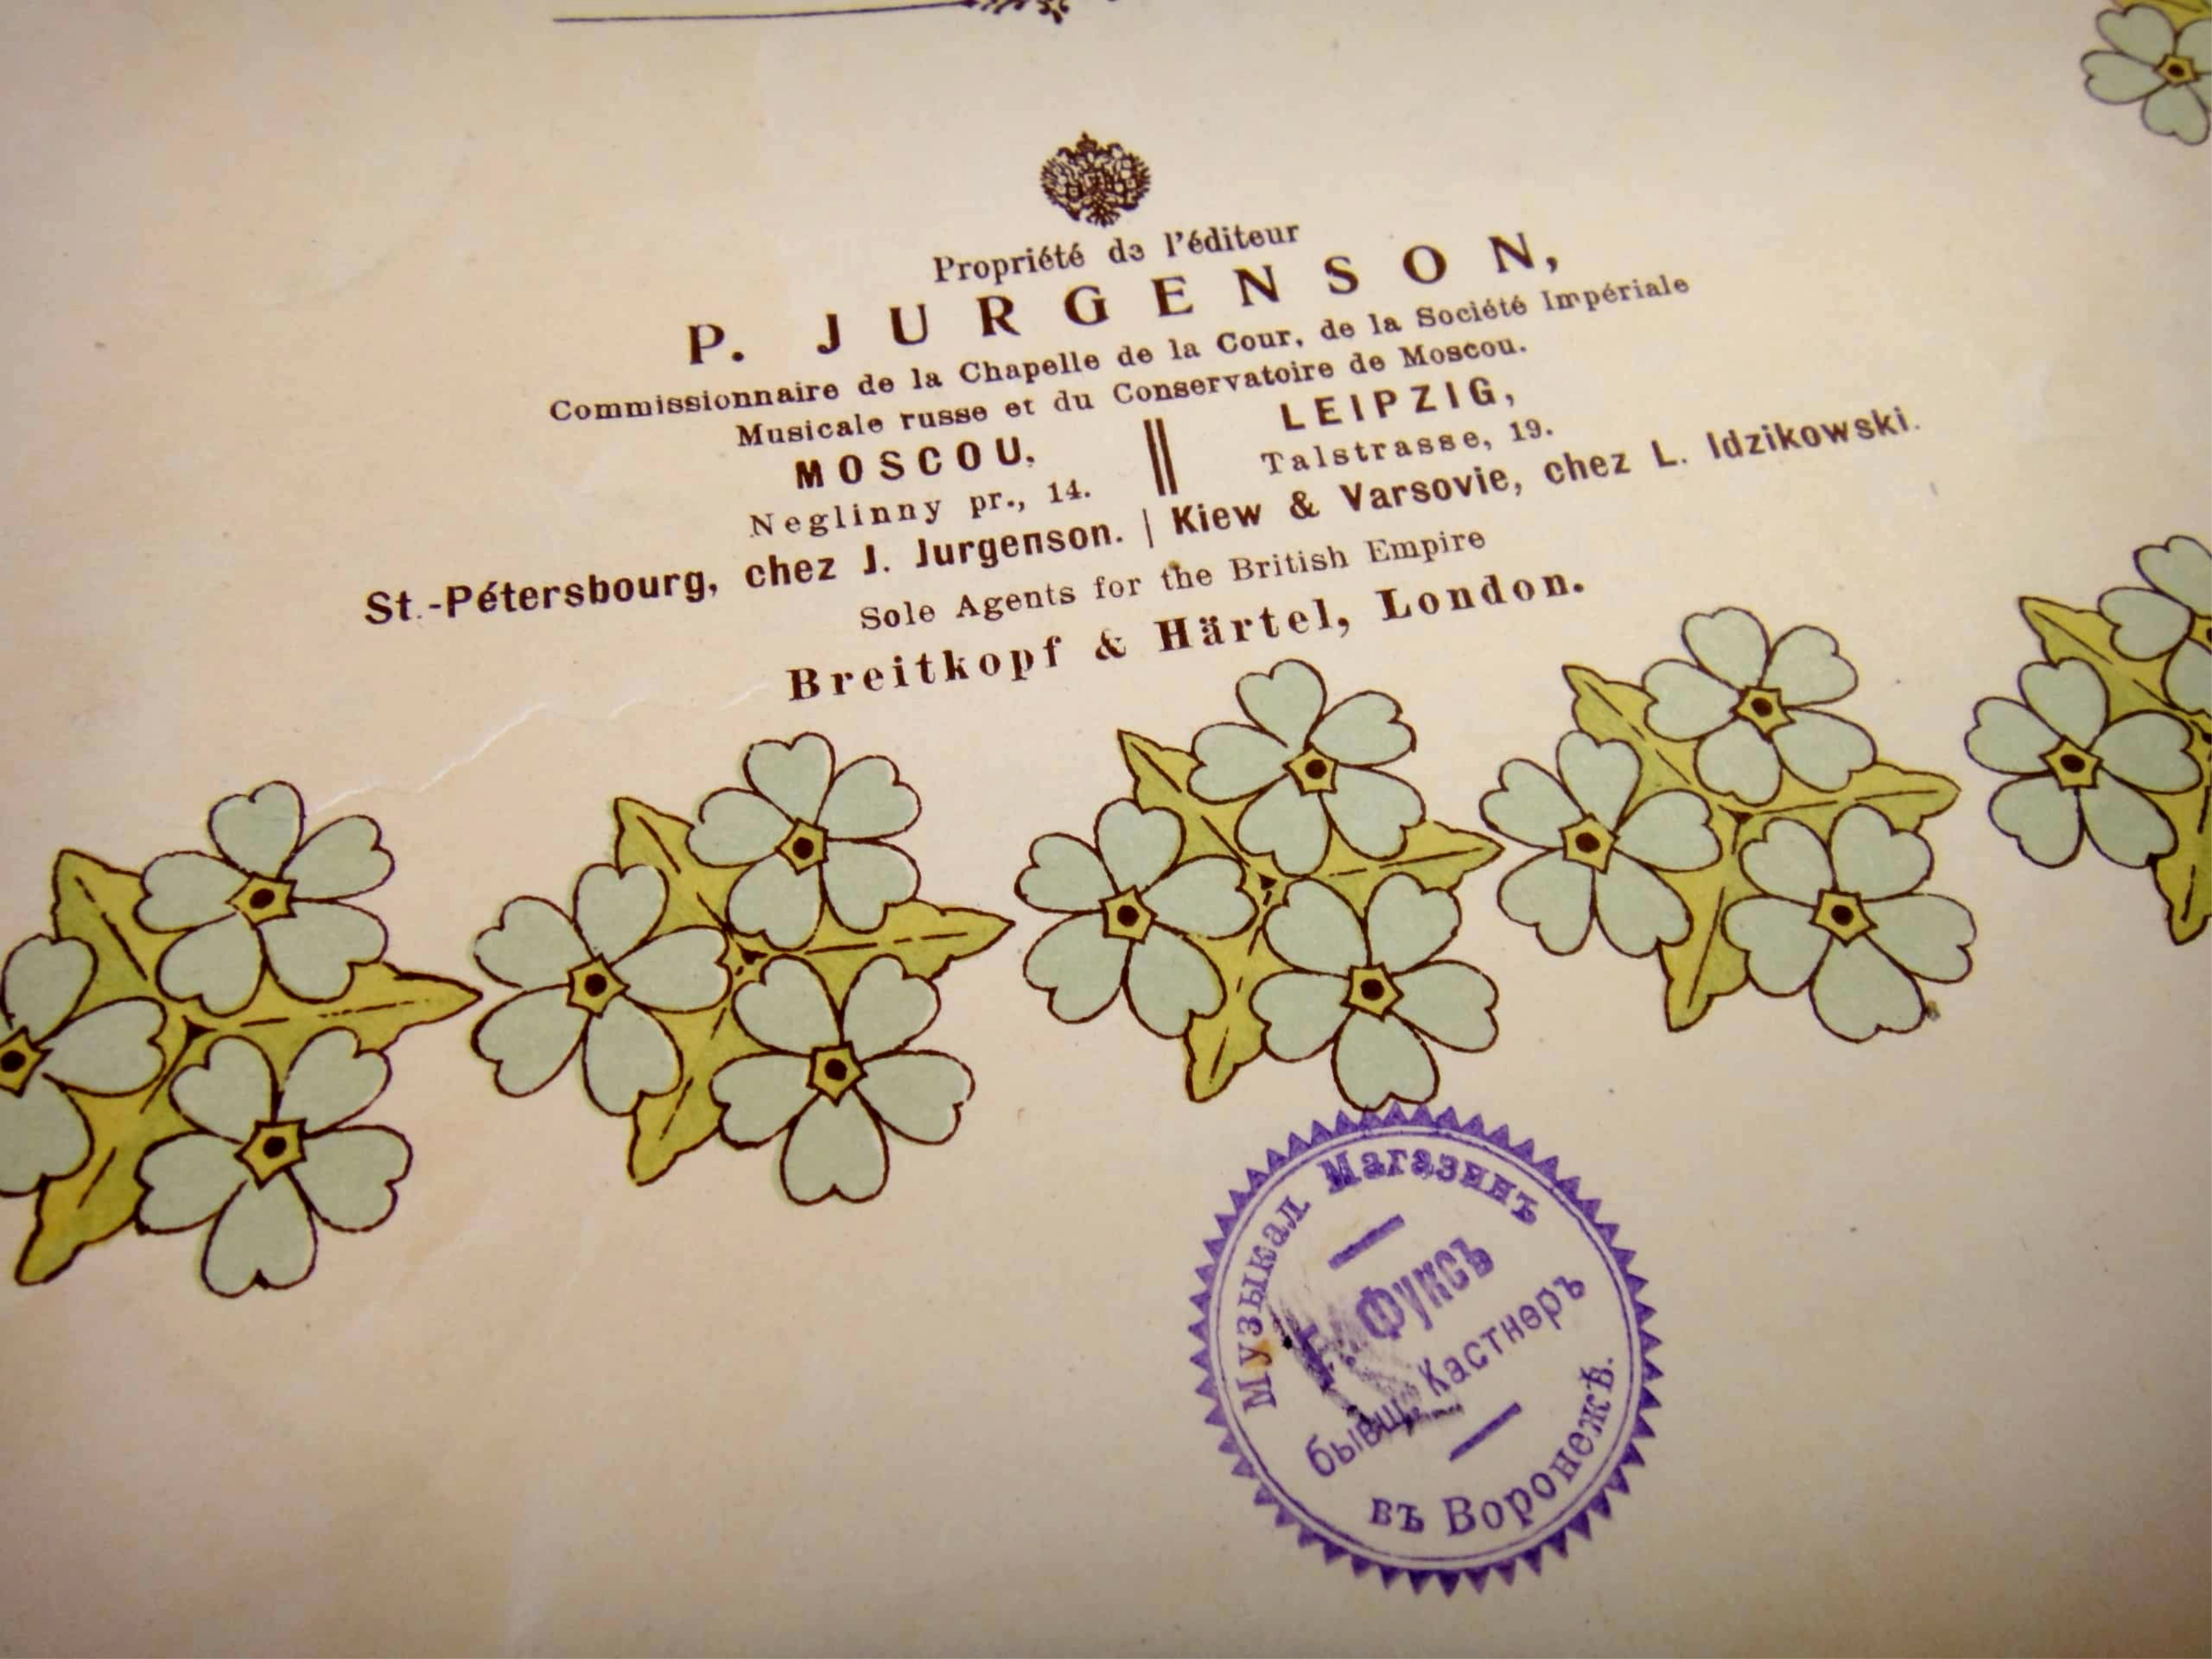 Propriété de l'éditeur
P. JURGENSON,
Commissionnaire de la Chapelle de la Cour, de la Société Impériale
Musicale russe et du Conservatoire de Moscou.
MOSCOU,
Neglinny pr., 14.
LEIPZIG,
Talstrasse, 19.
St.-Pétersbourg, chez J. Jurgenson. | Kiew & Varsovie, chez L. Idzikowski.
Sole Agents for the British Empire
Breitkopf & Härtel, London.
Музыкал. Магазинъ
Фуксъ
бывщ. Кастнеръ
въ Воронежѣ.